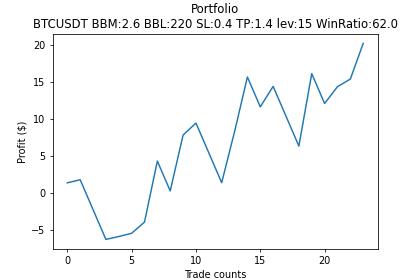 Portfolio
BTCUSDT BBM:2.6 BBL:220 SL:0.4 TP:1.4 lev:15 WinRatio:62.0
20
15
10
5
0
−5
Profit ($)
0 5 10 15 20
Trade counts